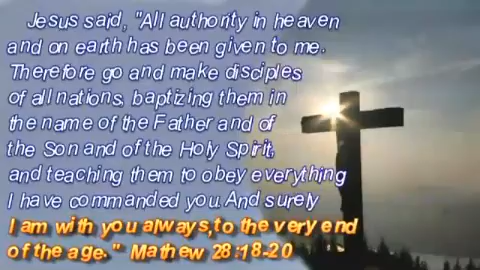 Jesus said, "All authority in heaven
and on earth has been given to me.
Therefore go and make disciples
of all nations, baptizing them in
the name of the Father and of
the Son and of the Holy Spirit,
and teaching them to obey everything
I have commanded you. And surely
I am with you always, to the very end
of the age." Mathew 28:18-20